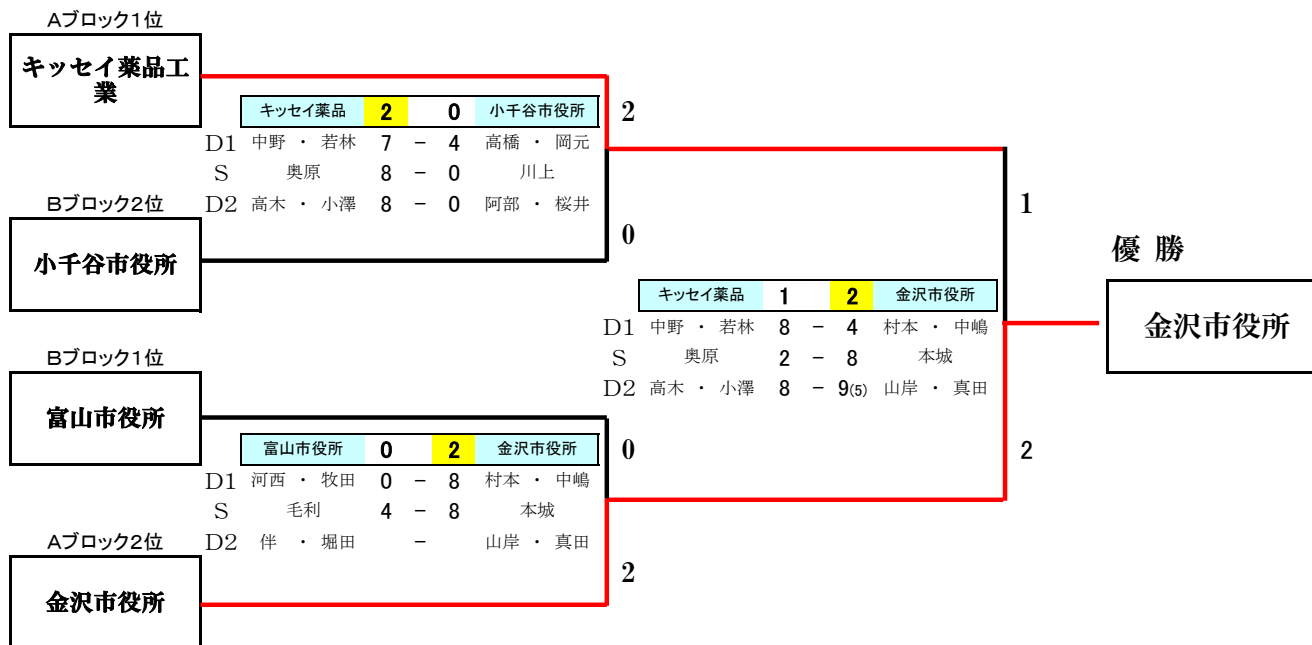 Aブロック1位
キッセイ薬品工業
キッセイ薬品 2 0 小千谷市役所
D1 中野 ・ 若林 7 － 4 高橋 ・ 岡元
S 奥原 8 － 0 川上
D2 高木 ・ 小澤 8 － 0 阿部 ・ 桜井
2
0
Bブロック2位
小千谷市役所
1
優 勝
金沢市役所
キッセイ薬品 1 2 金沢市役所
D1 中野 ・ 若林 8 － 4 村本 ・ 中嶋
S 奥原 2 － 8 本城
D2 高木 ・ 小澤 8 － 9(5) 山岸 ・ 真田
2
Bブロック1位
富山市役所
富山市役所 0 2 金沢市役所
D1 河西 ・ 牧田 0 － 8 村本 ・ 中嶋
S 毛利 4 － 8 本城
D2 伴 ・ 堀田 － 山岸 ・ 真田
0
2
Aブロック2位
金沢市役所